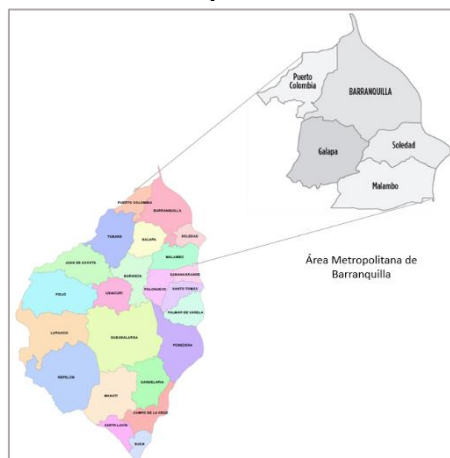 Puerto
Colombia
BARRANQUILLA
Soledad
Galapa
Malambo
Área Metropolitana de
Barranquilla
PUERTO COLOMBIA
BARRANQUILLA
TUBARÁ
GALAPA
SOLEDAD
MALAMBO
JUAN DE ACOSTA
BARANOA
SABANAGRANDE
POLONUEVO
SANTO TOMÁS
PIOJÓ
USIACURÍ
PALMAR DE VARELA
LURUACO
SABANALARGA
PONEDERA
REPELÓN
CANDELARIA
MANATÍ
CAMPO DE LA CRUZ
SANTA LUCÍA
SUAN